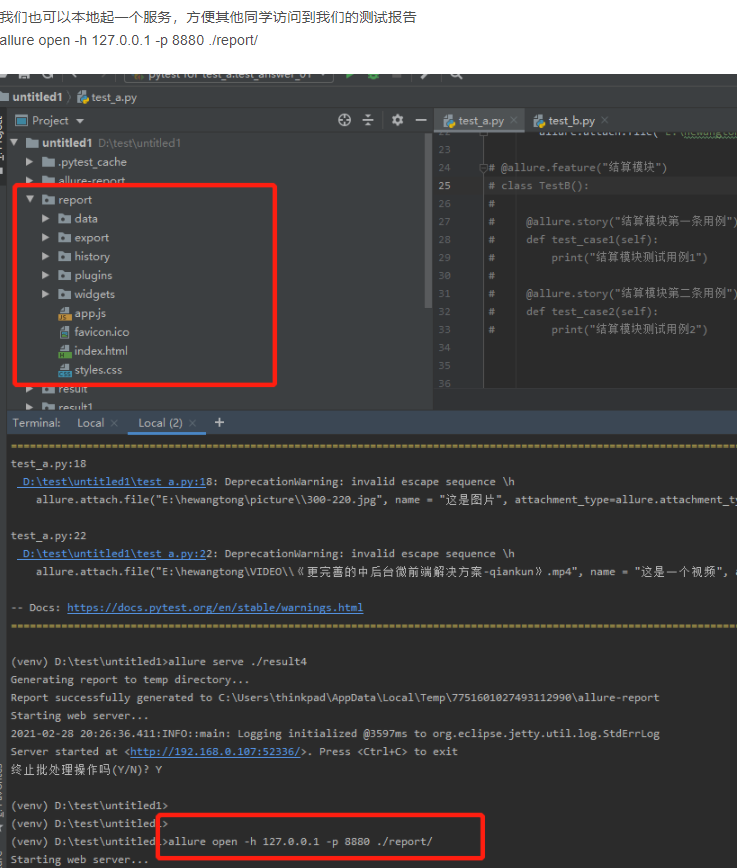 我们也可以本地起一个服务，方便其他同学访问到我们的测试报告
allure open -h 127.0.0.1 -p 8880 ./report/
untitled1 〉 test_a.py
Project
test_a.py
test_b.py
untitled1 D:\test\untitled1
.pytest_cache
allure-report
report
data
export
history
plugins
widgets
app.js
favicon.ico
index.html
styles.css
result
result1
23
24 # @allure.feature("结算模块")
25 # class TestB():
26 #
27 # @allure.story("结算模块第一条用例")
28 # def test_case1(self):
29 # print("结算模块测试用例1")
30 #
31 # @allure.story("结算模块第二条用例")
32 # def test_case2(self):
33 # print("结算模块测试用例2")
34
35
36
Terminal: Local × Local (2) × +
test_a.py:18
D:\test\untitled1\test_a.py:18: DeprecationWarning: invalid escape sequence \h
allure.attach.file("E:\hewangtong\picture\\300-220.jpg", name = "这是图片", attachment_type=allure.attachment_ty
test_a.py:22
D:\test\untitled1\test_a.py:22: DeprecationWarning: invalid escape sequence \h
allure.attach.file("E:\hewangtong\VIDEO\\《更完善的中后台微前端解决方案-qiankun》.mp4", name = "这是一个视频",
-- Docs: https://docs.pytest.org/en/stable/warnings.html
(venv) D:\test\untitled1>allure serve ./result4
Generating report to temp directory...
Report successfully generated to C:\Users\thinkpad\AppData\Local\Temp\7751601027493112990\allure-report
Starting web server...
2021-02-28 20:26:36.411:INFO::main: Logging initialized @3597ms to org.eclipse.jetty.util.log.StdErrLog
Server started at <http://192.168.0.107:52336/>. Press <Ctrl+C> to exit
终止批处理操作吗(Y/N)? Y
(venv) D:\test\untitled1>
(venv) D:\test\untitled1>
(venv) D:\test\untitled1>allure open -h 127.0.0.1 -p 8880 ./report/
Starting web server...